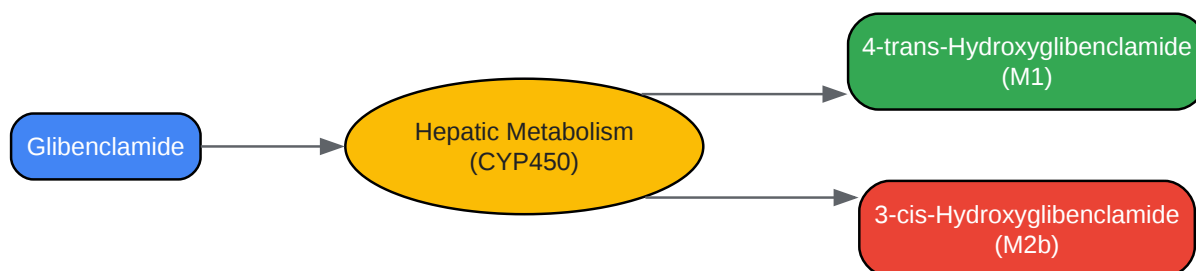 Glibenclamide
Hepatic Metabolism
(CYP450)
4-trans-Hydroxyglibenclamide
(M1)
3-cis-Hydroxyglibenclamide
(M2b)